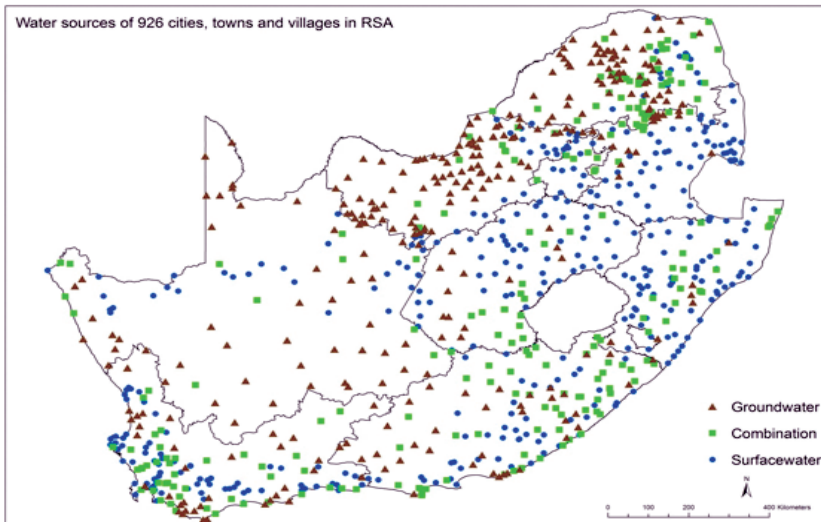 Water sources of 926 cities, towns and villages in RSA
Groundwater
Combination
Surfacewater
N
0 100 200 400 Kilometers